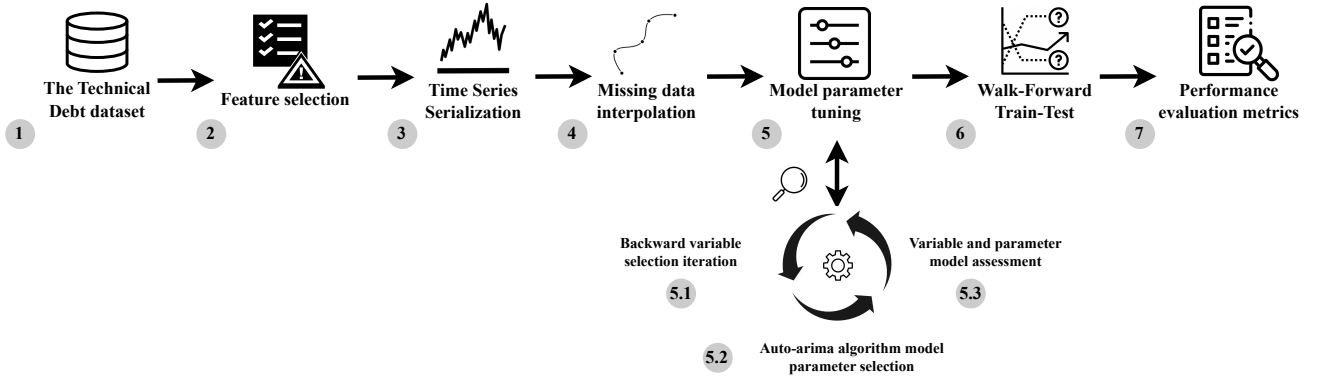 The Technical
Debt dataset
1
Feature selection
2
Time Series
Serialization
3
Missing data
interpolation
4
Model parameter
tuning
5
Walk-Forward
Train-Test
6
Performance
evaluation metrics
7
Backward variable
selection iteration
5.1
Auto-arima algorithm model
parameter selection
5.2
Variable and parameter
model assessment
5.3